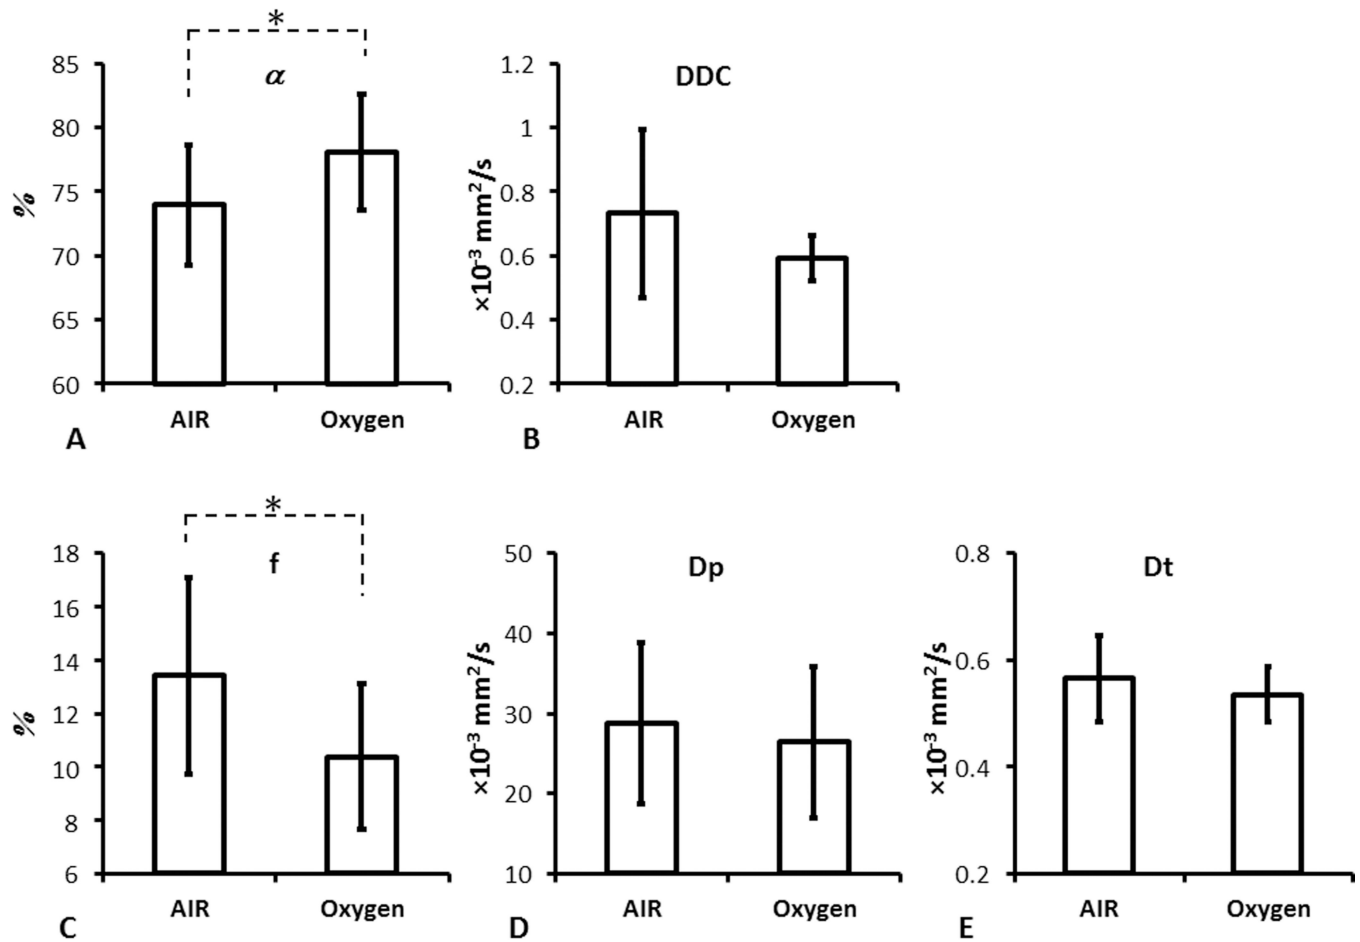 *
α
85
80
75
70
65
60
%
AIR Oxygen
A
DDC
1.2
1
0.8
0.6
0.4
0.2
×10⁻³ mm²/s
AIR Oxygen
B
*
f
18
16
14
12
10
8
6
%
AIR Oxygen
C
Dp
50
40
30
20
10
×10⁻³ mm²/s
AIR Oxygen
D
Dt
0.8
0.6
0.4
0.2
×10⁻³ mm²/s
AIR Oxygen
E